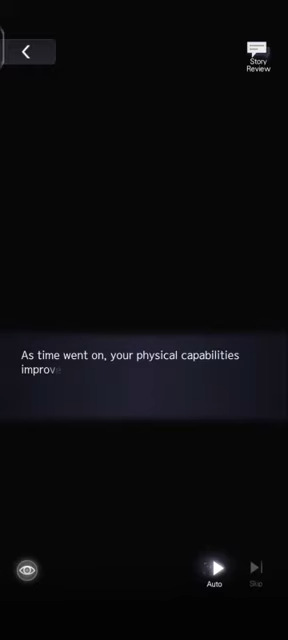 Story
Review
As time went on, your physical capabilities
improve
Auto
Skip